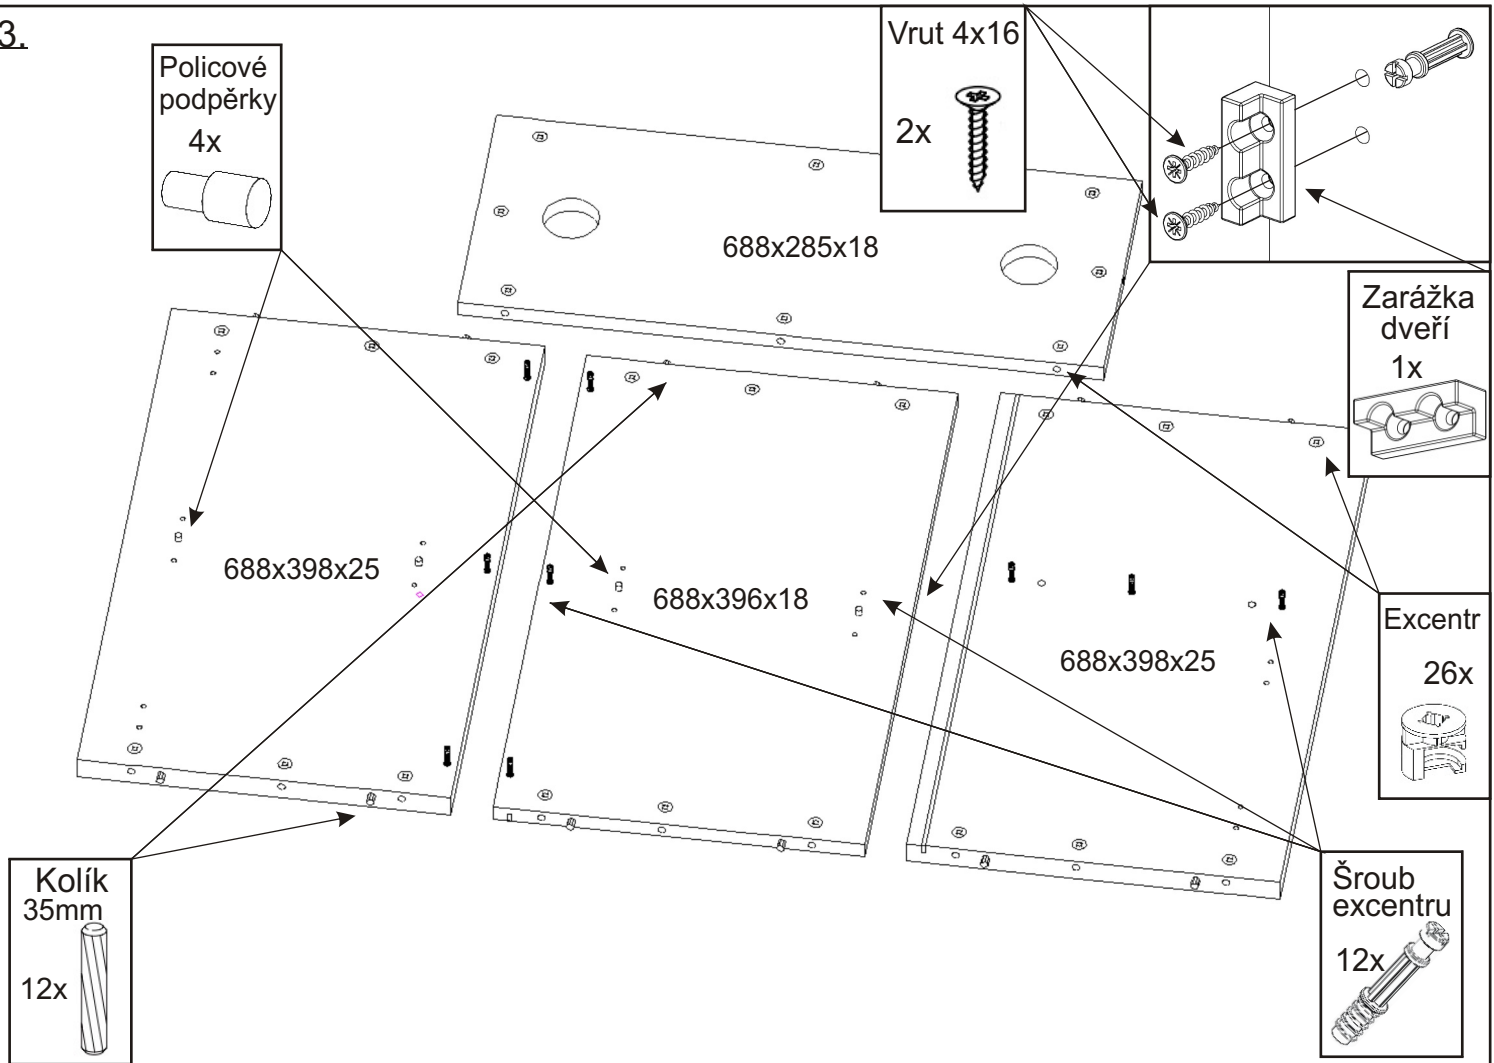 3.
Policové
podpěrky
4x
Vrut 4x16
2x
688x285x18
Zarážka
dveří
1x
688x398x25
688x396x18
688x398x25
Excentr
26x
Kolík
35mm
12x
Šroub
excentru
12x